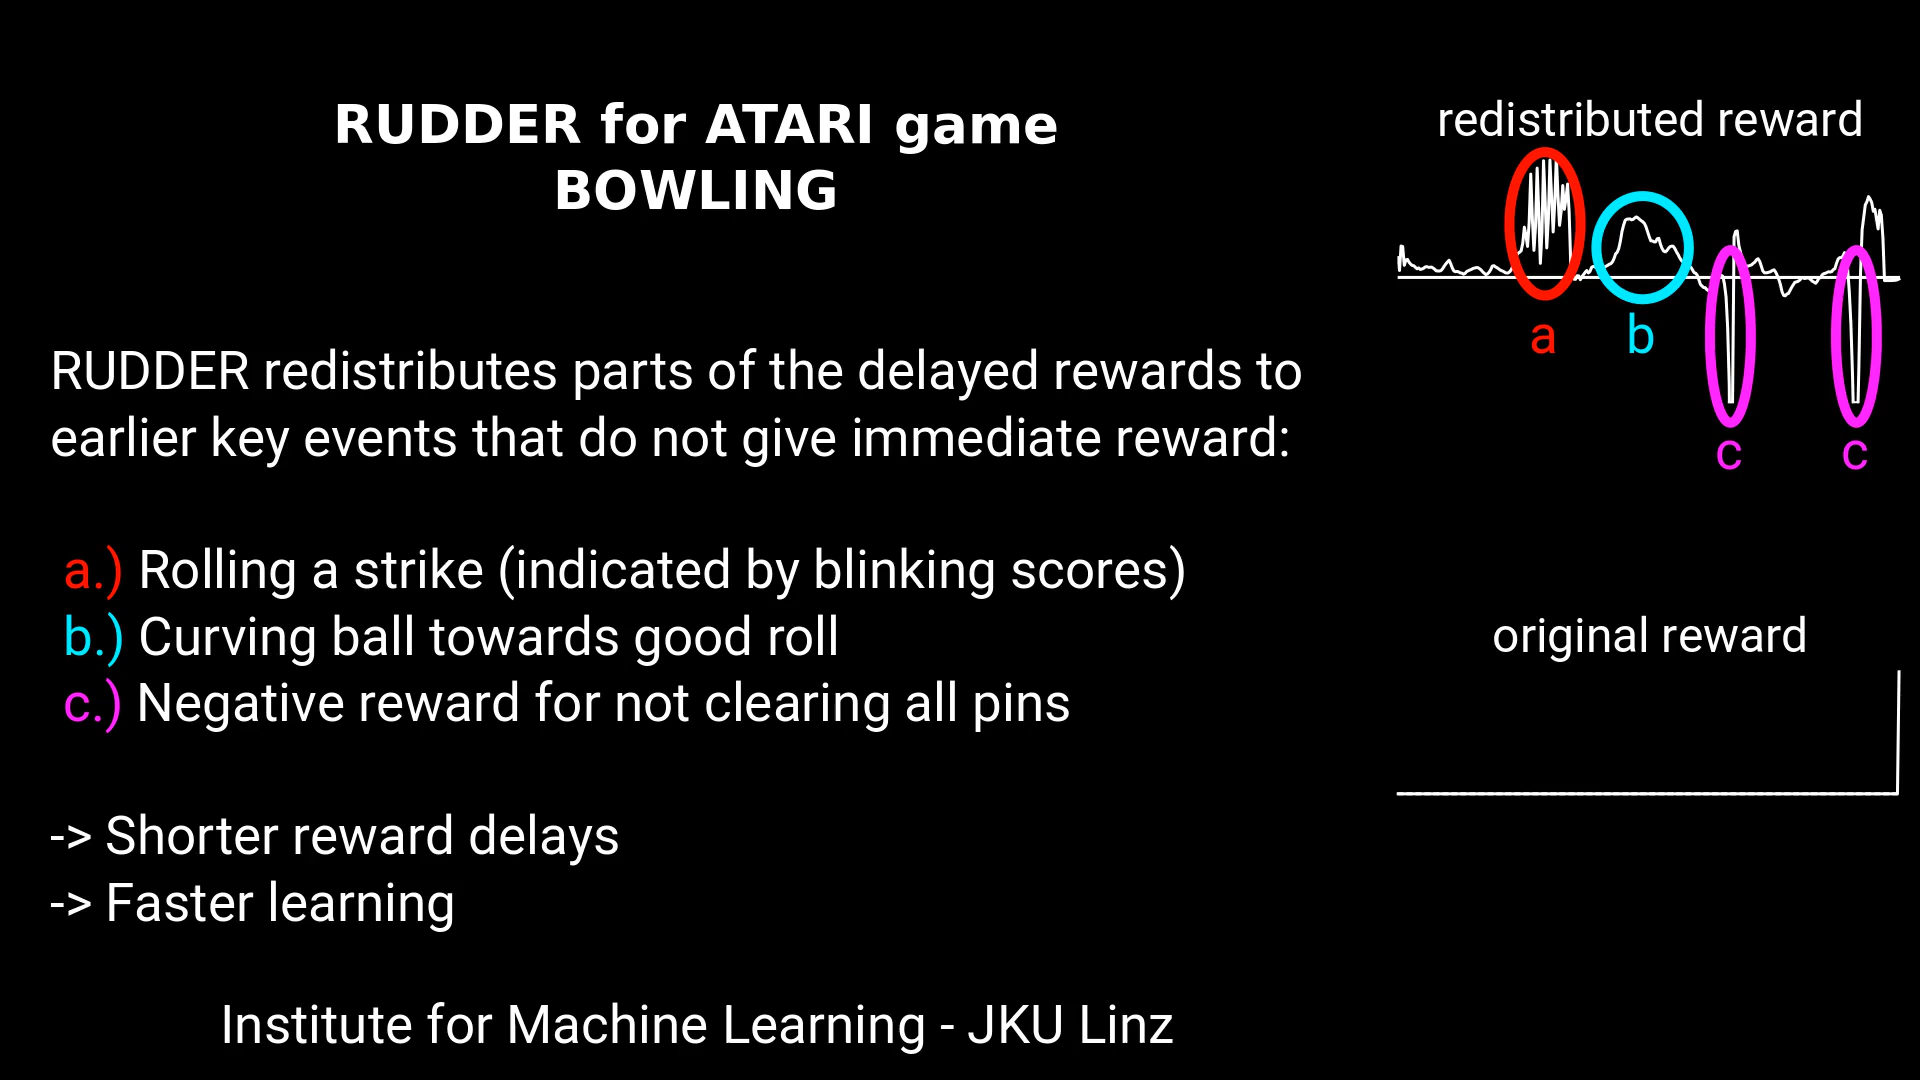 RUDDER for ATARI game
BOWLING
RUDDER redistributes parts of the delayed rewards to
earlier key events that do not give immediate reward:
a.) Rolling a strike (indicated by blinking scores)
b.) Curving ball towards good roll
c.) Negative reward for not clearing all pins
-> Shorter reward delays
-> Faster learning
Institute for Machine Learning - JKU Linz
redistributed reward
a
b
c
c
original reward